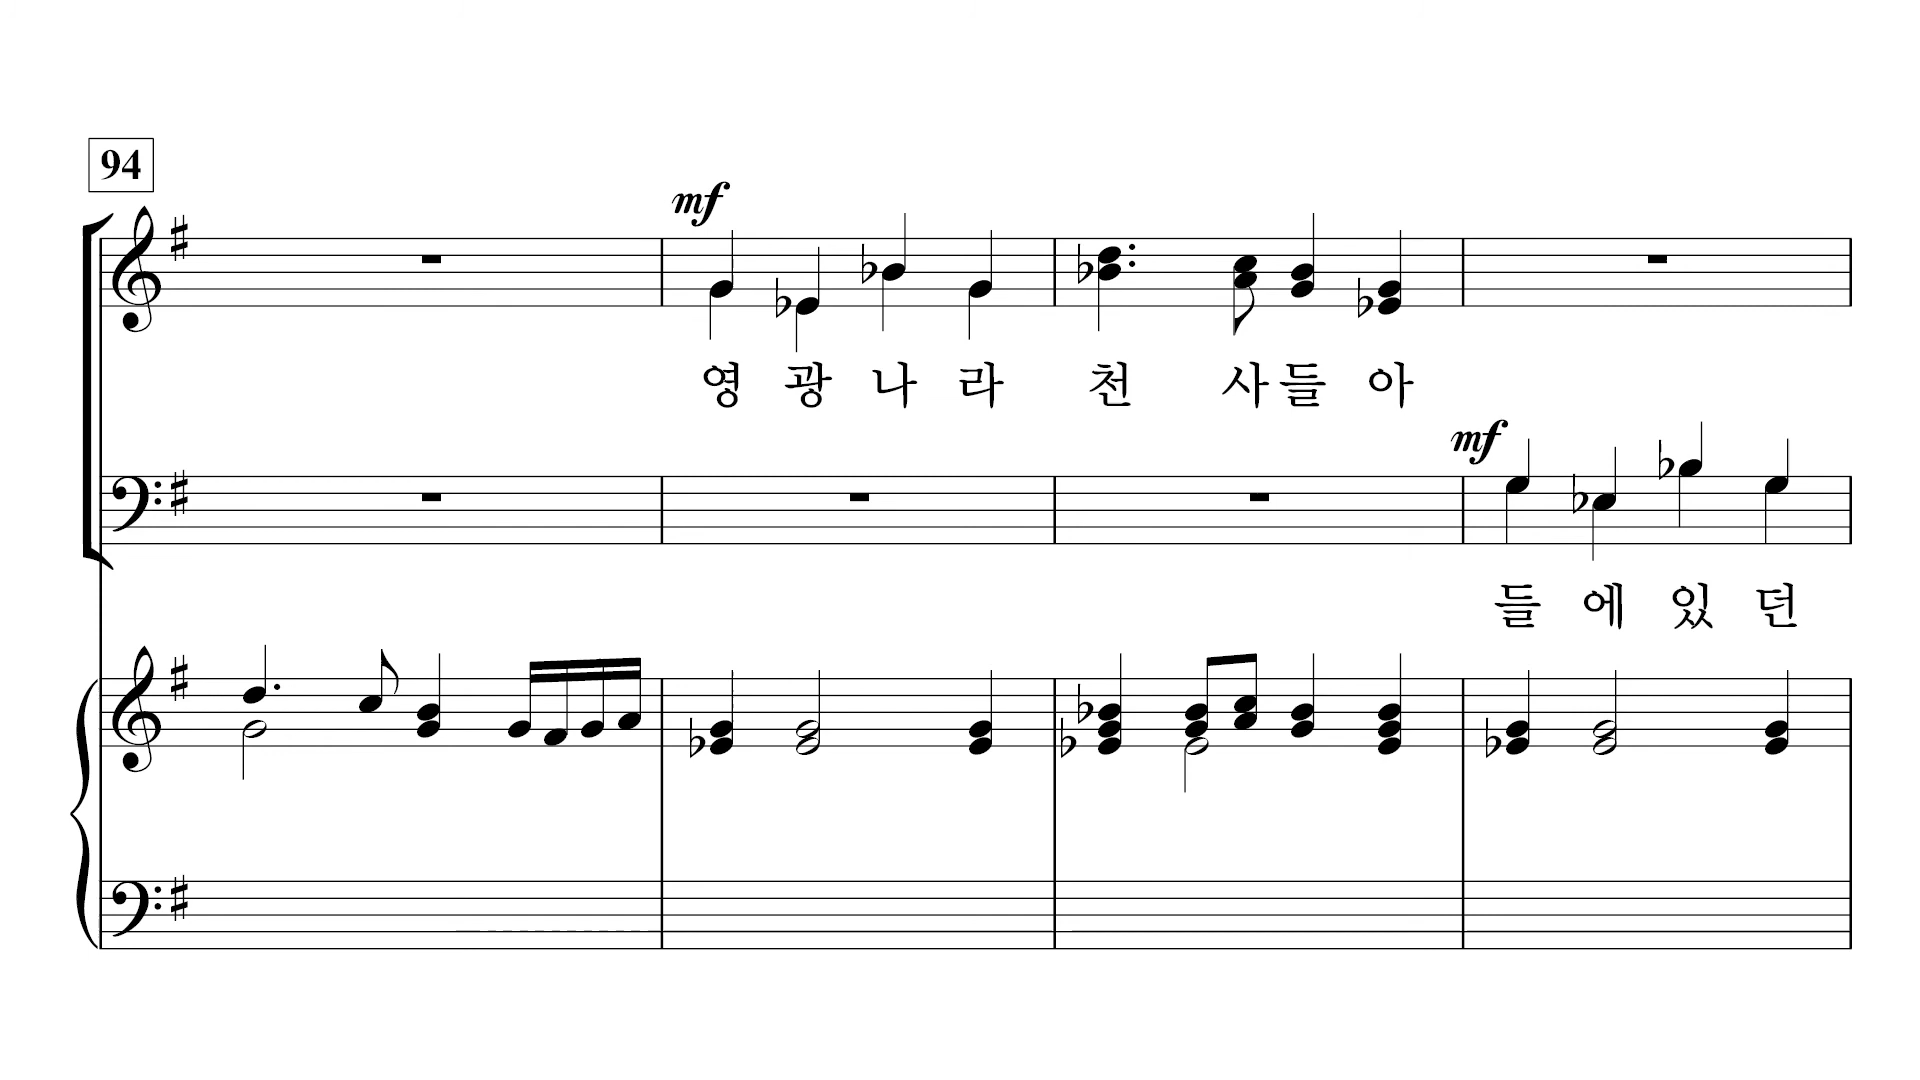 94
mf
영 광 나 라 천 사 들 아
mf
들 에 있 던